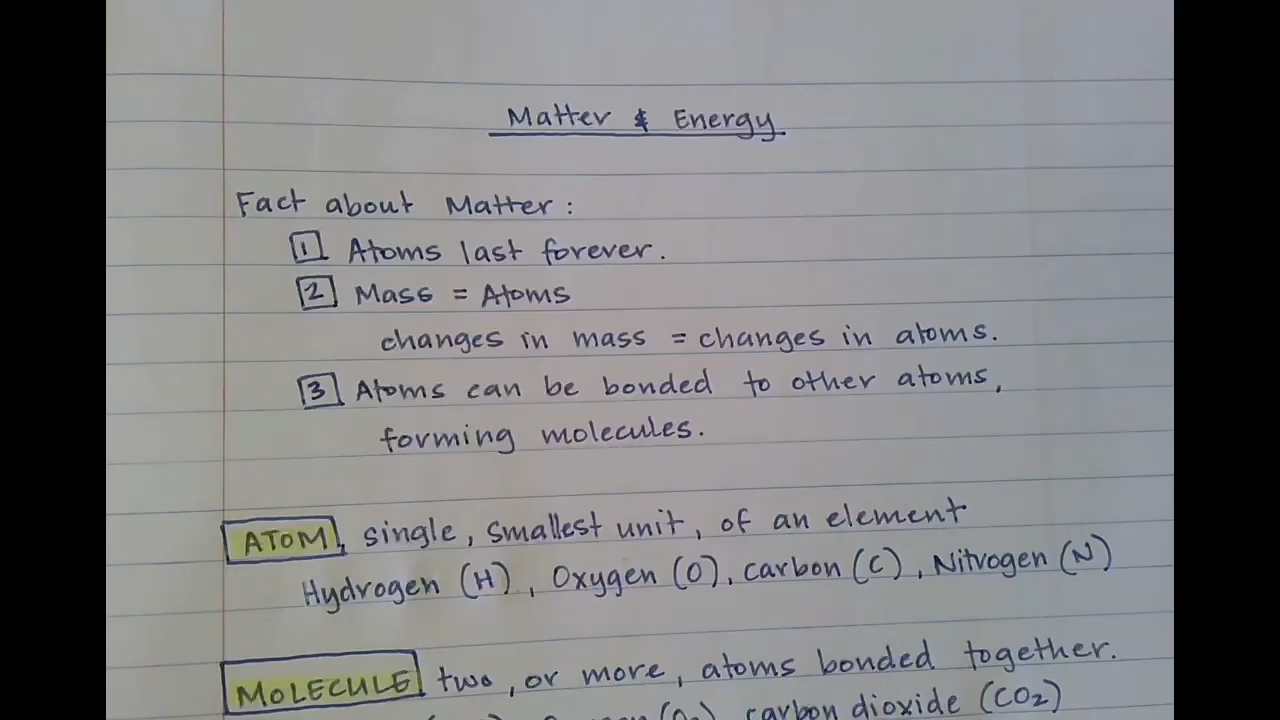 Matter & Energy
Fact about Matter:
1 Atoms last forever.
2 Mass = Atoms
changes in mass = changes in atoms.
3 Atoms can be bonded to other atoms,
forming molecules.
ATOM, single, smallest unit, of an element
Hydrogen (H), Oxygen (O), carbon (C), Nitrogen (N)
MOLECULE two, or more, atoms bonded together.
carbon dioxide (CO₂)